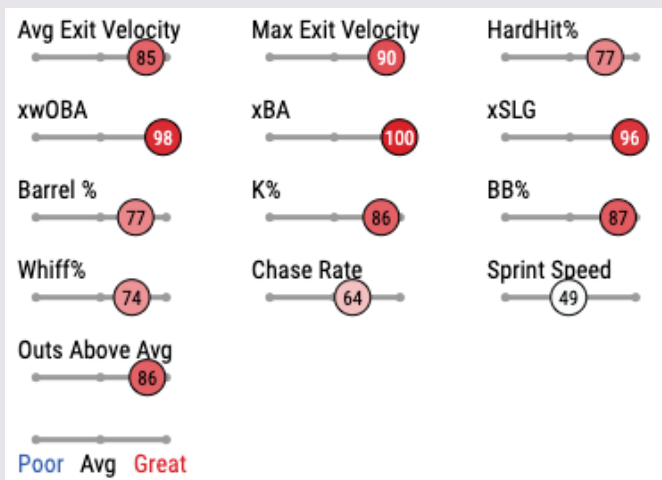 Avg Exit Velocity Max Exit Velocity HardHit%
85 90 77
xwOBA xBA xSLG
98 100 96
Barrel % K% BB%
77 86 87
Whiff% Chase Rate Sprint Speed
74 64 49
Outs Above Avg
86
Poor Avg Great